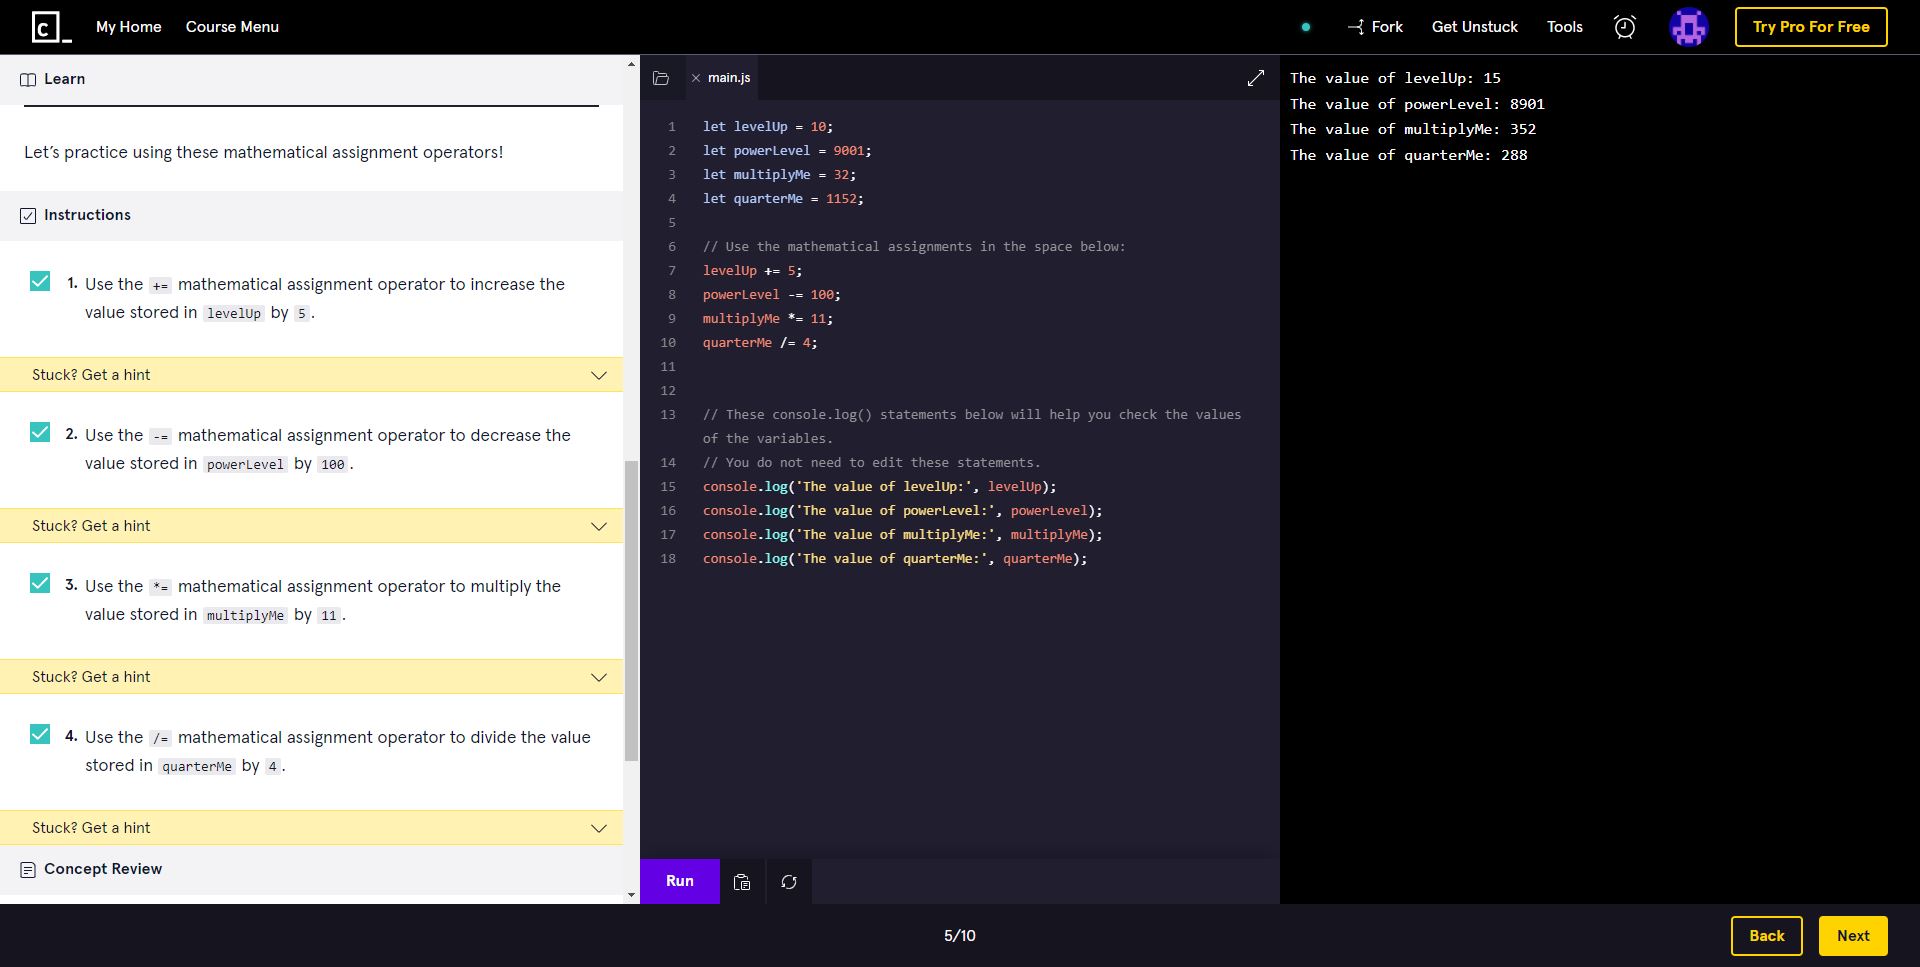 My Home Course Menu Fork Get Unstuck Tools Try Pro For Free
Learn
Let’s practice using these mathematical assignment operators!
Instructions
1. Use the += mathematical assignment operator to increase the
value stored in levelUp by 5.
Stuck? Get a hint
2. Use the -= mathematical assignment operator to decrease the
value stored in powerLevel by 100.
Stuck? Get a hint
3. Use the *= mathematical assignment operator to multiply the
value stored in multiplyMe by 11.
Stuck? Get a hint
4. Use the /= mathematical assignment operator to divide the value
stored in quarterMe by 4.
Stuck? Get a hint
Concept Review
main.js
1 let levelUp = 10;
2 let powerLevel = 9001;
3 let multiplyMe = 32;
4 let quarterMe = 1152;
5
6 // Use the mathematical assignments in the space below:
7 levelUp += 5;
8 powerLevel -= 100;
9 multiplyMe *= 11;
10 quarterMe /= 4;
11
12
13 // These console.log() statements below will help you check the values
of the variables.
14 // You do not need to edit these statements.
15 console.log('The value of levelUp:', levelUp);
16 console.log('The value of powerLevel:', powerLevel);
17 console.log('The value of multiplyMe:', multiplyMe);
18 console.log('The value of quarterMe:', quarterMe);
Run
The value of levelUp: 15
The value of powerLevel: 8901
The value of multiplyMe: 352
The value of quarterMe: 288
5/10
Back Next